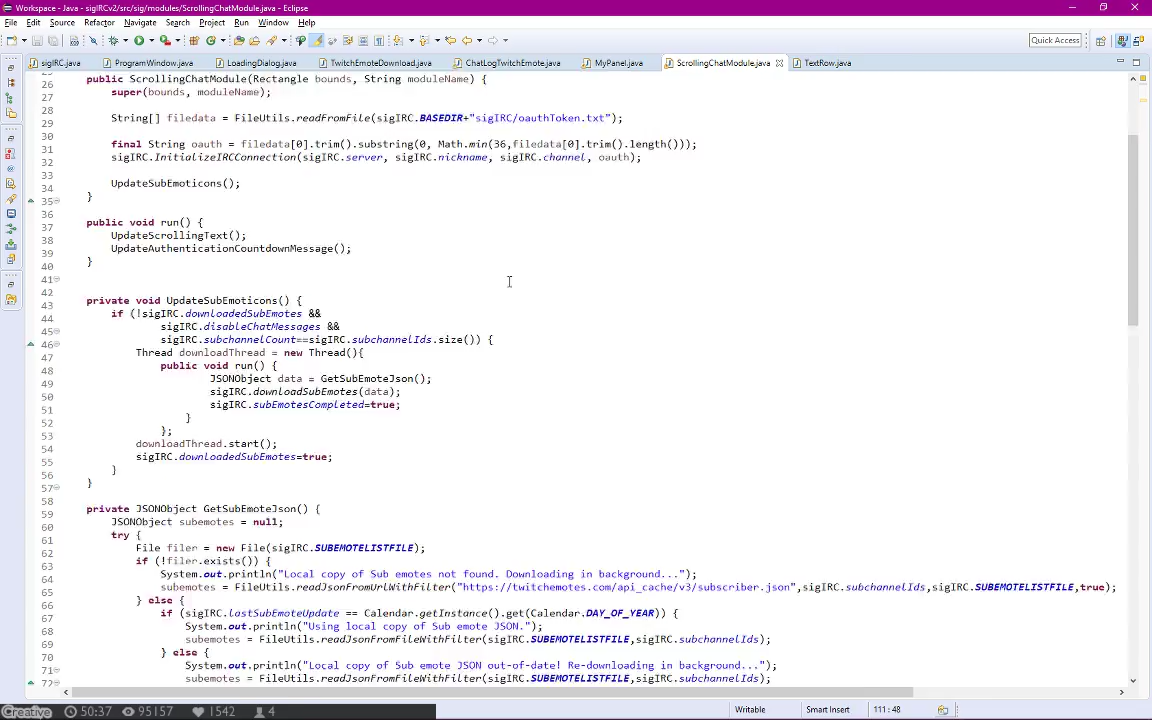 Workspace - Java - sigIRCv2/src/sig/modules/ScrollingChatModule.java - Eclipse
File Edit Source Refactor Navigate Search Project Run Window Help
Quick Access
sigIRC.java ProgramWindow.java LoadingDialog.java TwitchEmoteDownload.java ChatLogTwitchEmote.java MyPanel.java ScrollingChatModule.java TextRow.java
25
26 public ScrollingChatModule(Rectangle bounds, String moduleName) {
27 super(bounds, moduleName);
28
29 String[] filedata = FileUtils.readFromFile(sigIRC.BASEDIR+"sigIRC/oauthToken.txt");
30
31 final String oauth = filedata[0].trim().substring(0, Math.min(36,filedata[0].trim().length()));
32 sigIRC.InitializeIRCConnection(sigIRC.server, sigIRC.nickname, sigIRC.channel, oauth);
33
34 UpdateSubEmoticons();
35 }
36
37 public void run() {
38 UpdateScrollingText();
39 UpdateAuthenticationCountdownMessage();
40 }
41
42
43 private void UpdateSubEmoticons() {
44 if (!sigIRC.downloadedSubEmotes &&
45 sigIRC.disableChatMessages &&
46 sigIRC.subchannelCount==sigIRC.subchannelIds.size()) {
47 Thread downloadThread = new Thread(){
48 public void run() {
49 JSONObject data = GetSubEmoteJson();
50 sigIRC.downloadSubEmotes(data);
51 sigIRC.subEmotesCompleted=true;
52 }
53 };
54 downloadThread.start();
55 sigIRC.downloadedSubEmotes=true;
56 }
57 }
58
59 private JSONObject GetSubEmoteJson() {
60 JSONObject subemotes = null;
61 try {
62 File filer = new File(sigIRC.SUBEMOTELISTFILE);
63 if (!filer.exists()) {
64 System.out.println("Local copy of Sub emotes not found. Downloading in background...");
65 subemotes = FileUtils.readJsonFromUrlWithFilter("https://twitchemotes.com/api_cache/v3/subscriber.json",sigIRC.subchannelIds,sigIRC.SUBEMOTELISTFILE,true);
66 } else {
67 if (sigIRC.lastSubEmoteUpdate == Calendar.getInstance().get(Calendar.DAY_OF_YEAR)) {
68 System.out.println("Using local copy of Sub emote JSON.");
69 subemotes = FileUtils.readJsonFromFileWithFilter(sigIRC.SUBEMOTELISTFILE,sigIRC.subchannelIds);
70 } else {
71 System.out.println("Local copy of Sub emote JSON out-of-date! Re-downloading in background...");
72 subemotes = FileUtils.readJsonFromFileWithFilter(sigIRC.SUBEMOTELISTFILE,sigIRC.subchannelIds);
Creative 50:37 95157 1542 4
Writable Smart Insert 111 : 48